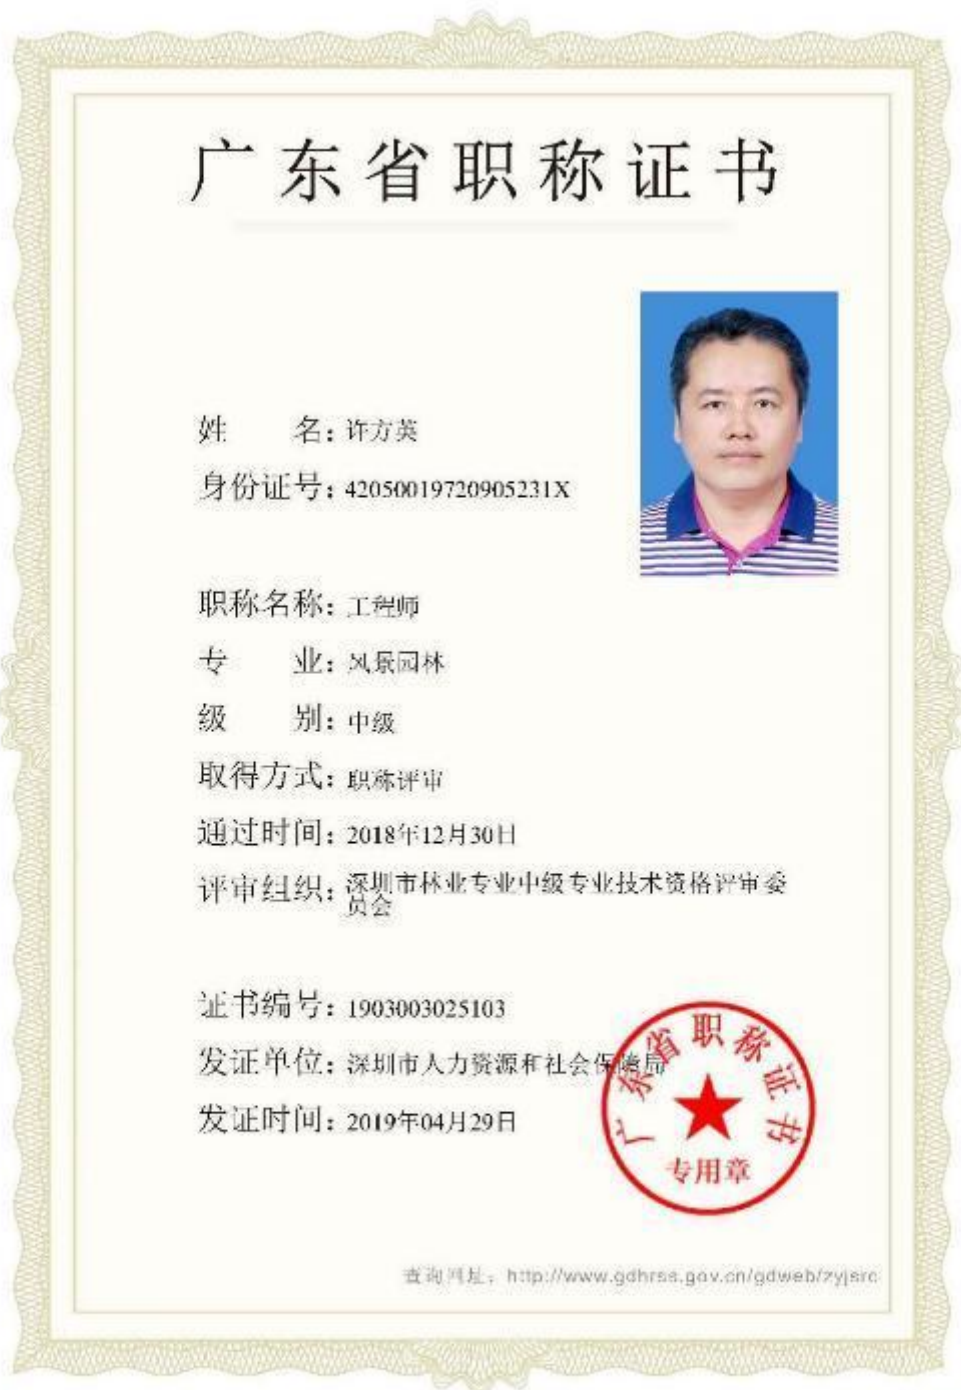 广东省职称证书
姓 名：许方英
身份证号：42050019720905231X
职称名称：工程师
专 业：风景园林
级 别：中级
取得方式：职称评审
通过时间：2018年12月30日
评审组织：深圳市林业专业中级专业技术资格评审委
员会
证书编号：1903003025103
发证单位：深圳市人力资源和社会保障局
发证时间：2019年04月29日
广东省职称证书
专用章
查询网址：http://www.gdhrss.gov.cn/gdweb/zyjsrc